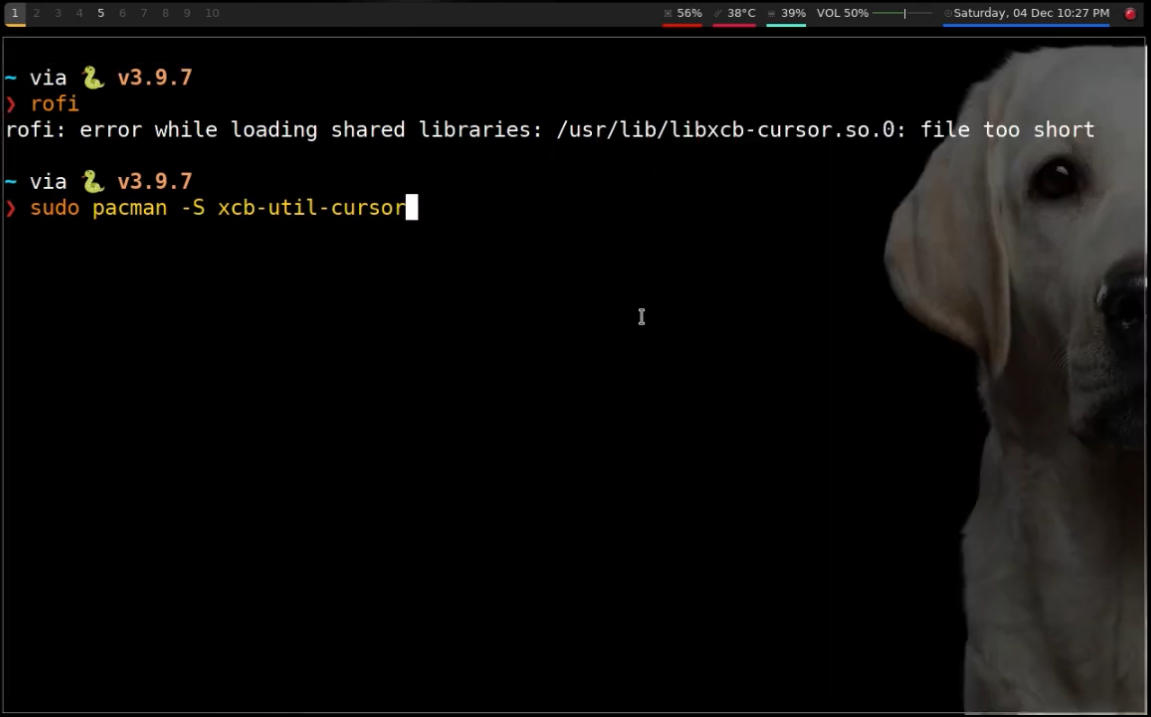 1 2 3 4 5 6 7 8 9 10 56% 38°C 39% VOL 50% Saturday, 04 Dec 10:27 PM
~ via 🐍 v3.9.7
❯ rofi
rofi: error while loading shared libraries: /usr/lib/libxcb-cursor.so.0: file too short
~ via 🐍 v3.9.7
❯ sudo pacman -S xcb-util-cursor